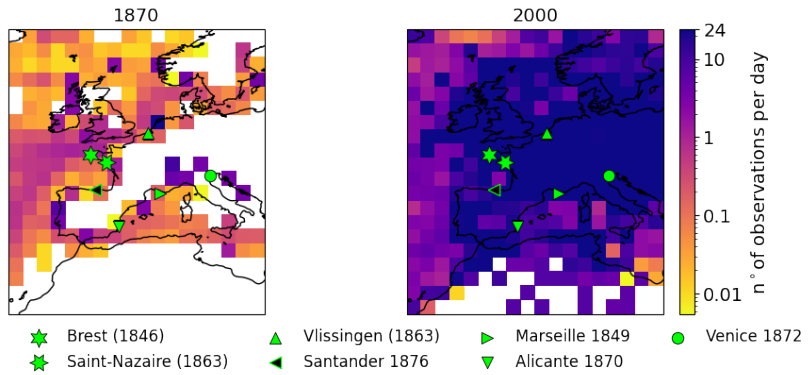 1870
2000
24
10
1
0.1
0.01
n° of observations per day
Brest (1846)
Vlissingen (1863)
Marseille 1849
Venice 1872
Saint-Nazaire (1863)
Santander 1876
Alicante 1870